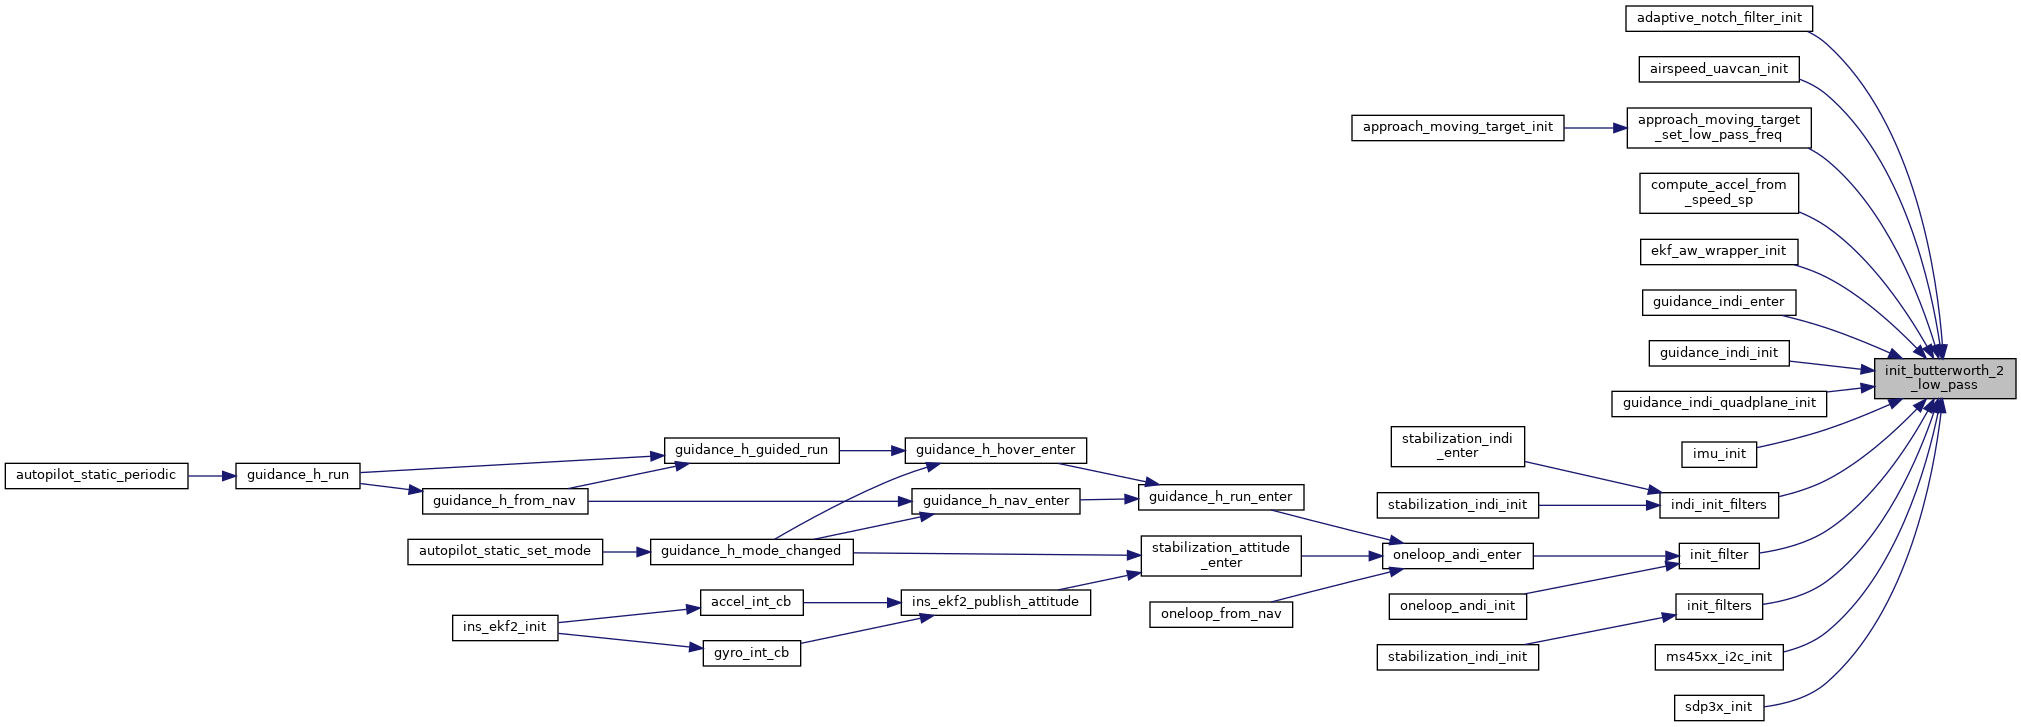 adaptive_notch_filter_init
airspeed_uavcan_init
approach_moving_target_init
approach_moving_target
_set_low_pass_freq
compute_accel_from
_speed_sp
ekf_aw_wrapper_init
guidance_indi_enter
guidance_indi_init
init_butterworth_2
_low_pass
guidance_indi_quadplane_init
imu_init
stabilization_indi
_enter
guidance_h_guided_run
guidance_h_hover_enter
autopilot_static_periodic
guidance_h_run
guidance_h_from_nav
guidance_h_nav_enter
guidance_h_run_enter
stabilization_indi_init
indi_init_filters
autopilot_static_set_mode
guidance_h_mode_changed
stabilization_attitude
_enter
oneloop_andi_enter
init_filter
accel_int_cb
ins_ekf2_publish_attitude
oneloop_from_nav
oneloop_andi_init
init_filters
ins_ekf2_init
gyro_int_cb
stabilization_indi_init
ms45xx_i2c_init
sdp3x_init